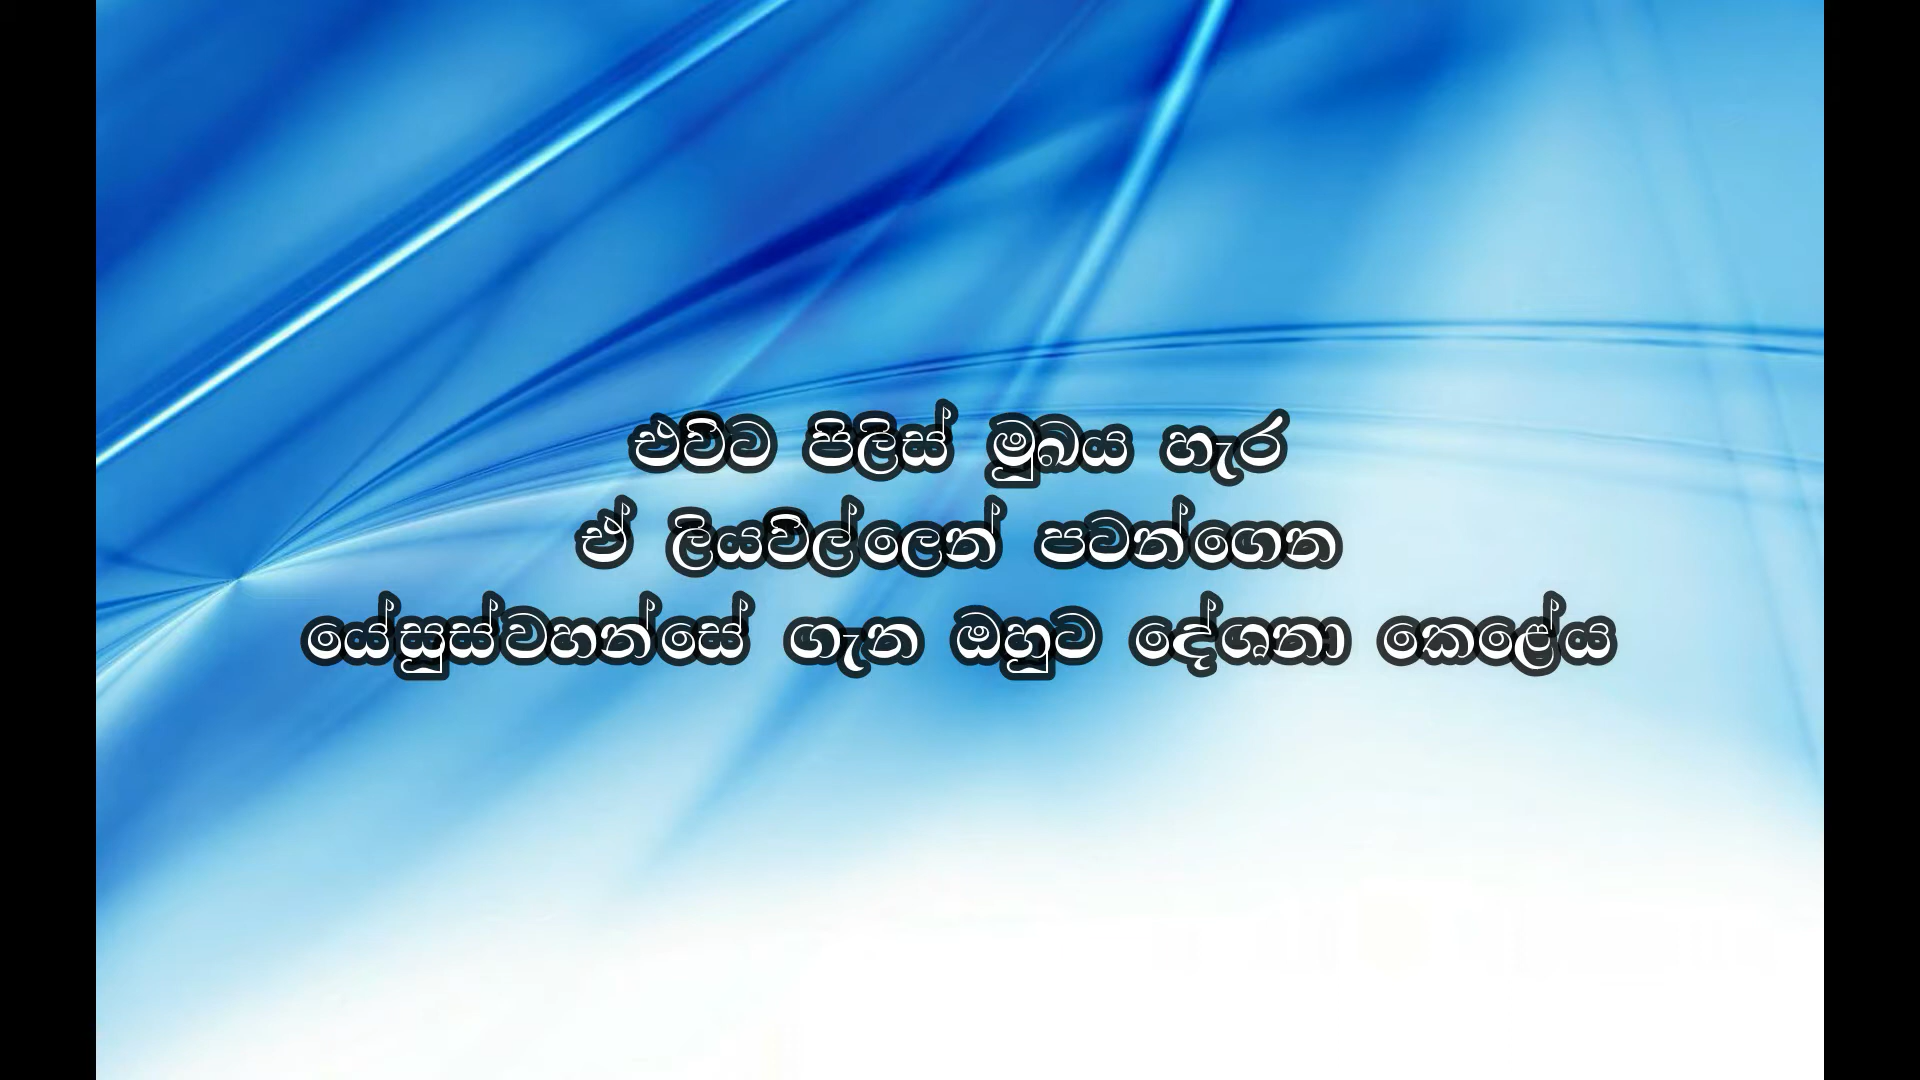 එවිට පිලිප් මුඛය හැර
ඒ ලියවිල්ලෙන් පටන්ගෙන
යේසුස්වහන්සේ ගැන ඔහුට දේශනා කෙළේය